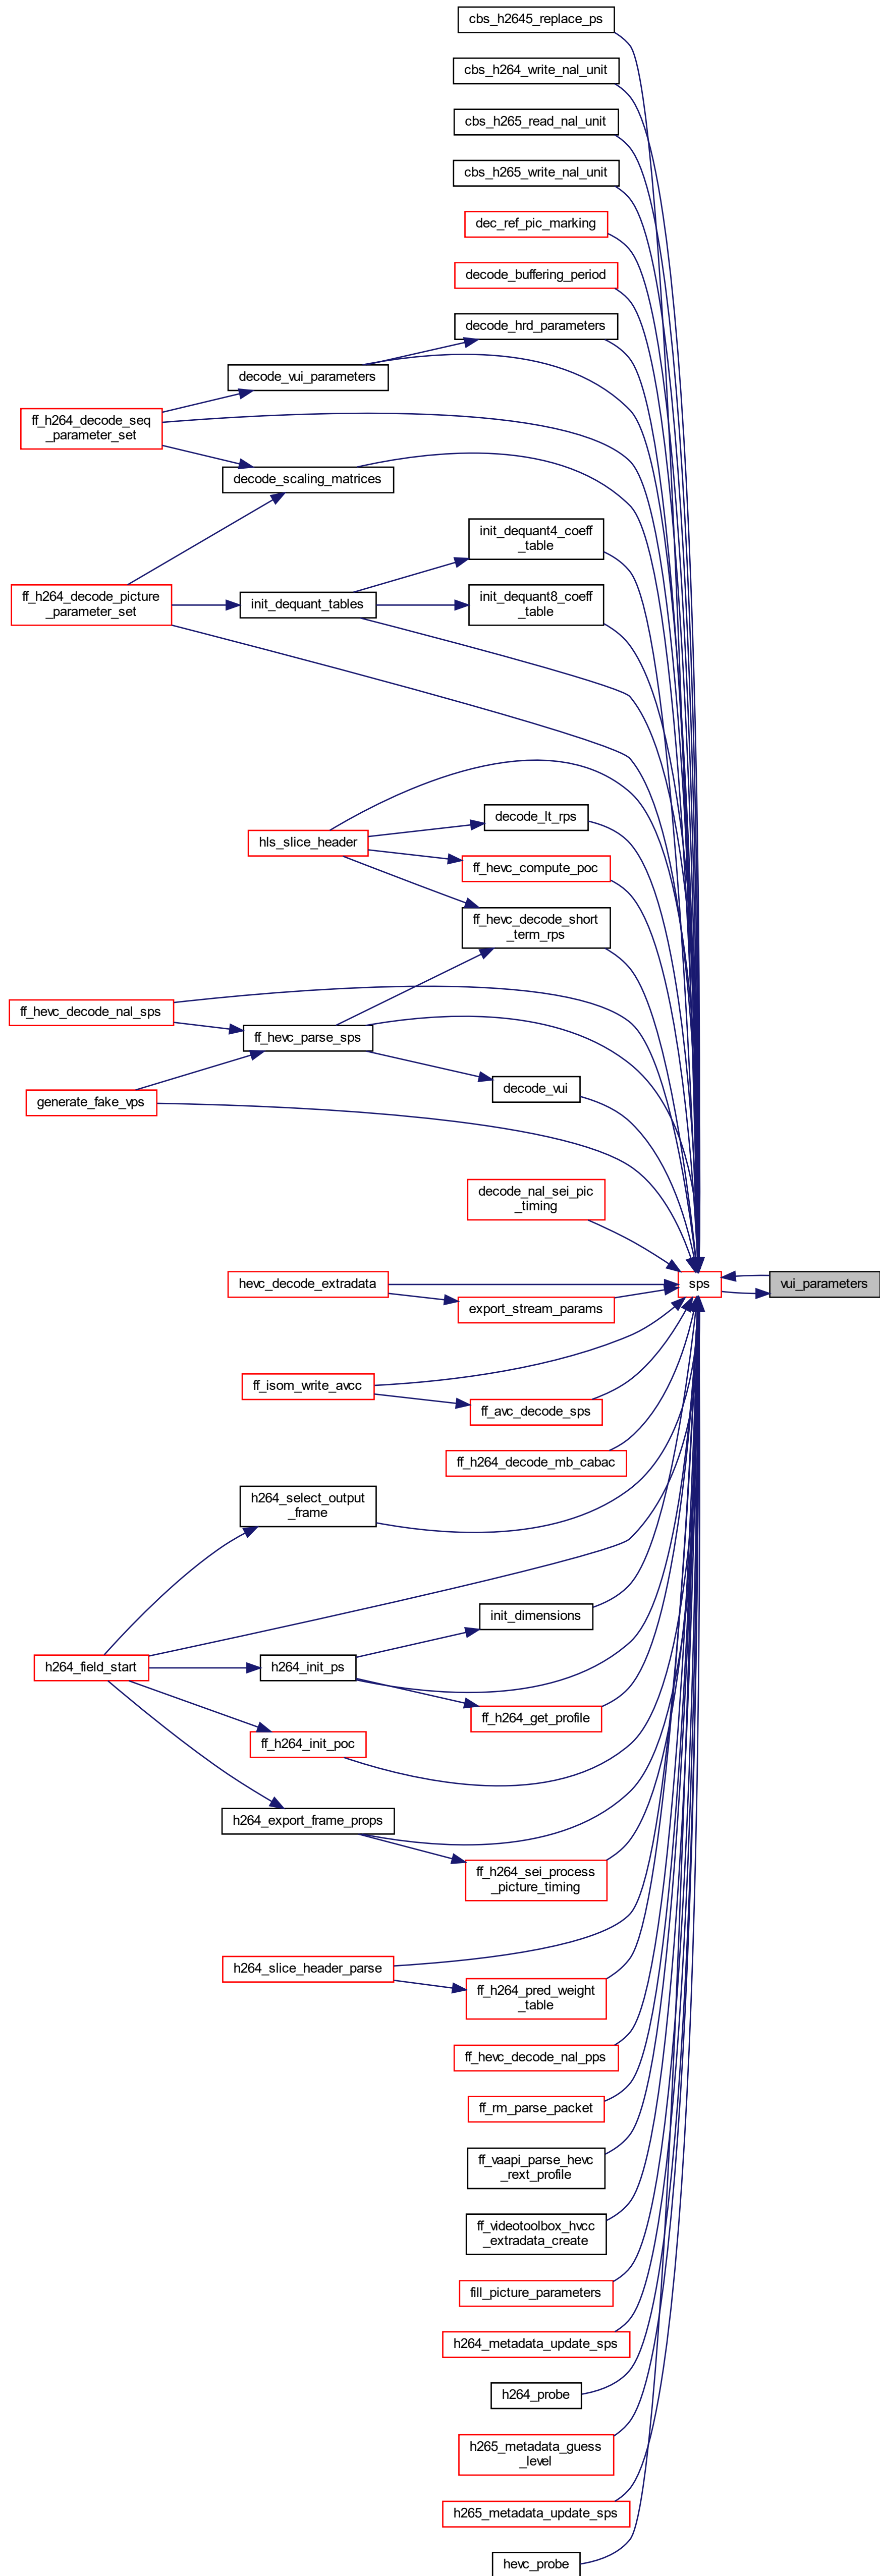 cbs_h2645_replace_ps
cbs_h264_write_nal_unit
cbs_h265_read_nal_unit
cbs_h265_write_nal_unit
dec_ref_pic_marking
decode_buffering_period
decode_hrd_parameters
decode_vui_parameters
ff_h264_decode_seq
_parameter_set
decode_scaling_matrices
init_dequant4_coeff
_table
ff_h264_decode_picture
_parameter_set
init_dequant_tables
init_dequant8_coeff
_table
decode_lt_rps
hls_slice_header
ff_hevc_compute_poc
ff_hevc_decode_short
_term_rps
ff_hevc_decode_nal_sps
ff_hevc_parse_sps
decode_vui
generate_fake_vps
decode_nal_sei_pic
_timing
hevc_decode_extradata
sps
vui_parameters
export_stream_params
ff_isom_write_avcc
ff_avc_decode_sps
ff_h264_decode_mb_cabac
h264_select_output
_frame
init_dimensions
h264_field_start
h264_init_ps
ff_h264_get_profile
ff_h264_init_poc
h264_export_frame_props
ff_h264_sei_process
_picture_timing
h264_slice_header_parse
ff_h264_pred_weight
_table
ff_hevc_decode_nal_pps
ff_rm_parse_packet
ff_vaapi_parse_hevc
_rext_profile
ff_videotoolbox_hvcc
_extradata_create
fill_picture_parameters
h264_metadata_update_sps
h264_probe
h265_metadata_guess
_level
h265_metadata_update_sps
hevc_probe